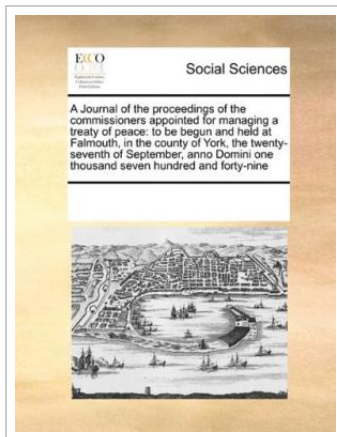 ECCO
Social Sciences
A Journal of the proceedings of the
commissioners appointed for managing a
treaty of peace: to be begun and held at
Falmouth, in the county of York, the twenty-
seventh of September, anno Domini one
thousand seven hundred and forty-nine